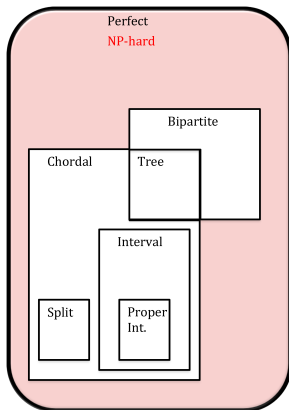 Perfect
NP-hard
Bipartite
Chordal
Tree
Interval
Split
Proper
Int.